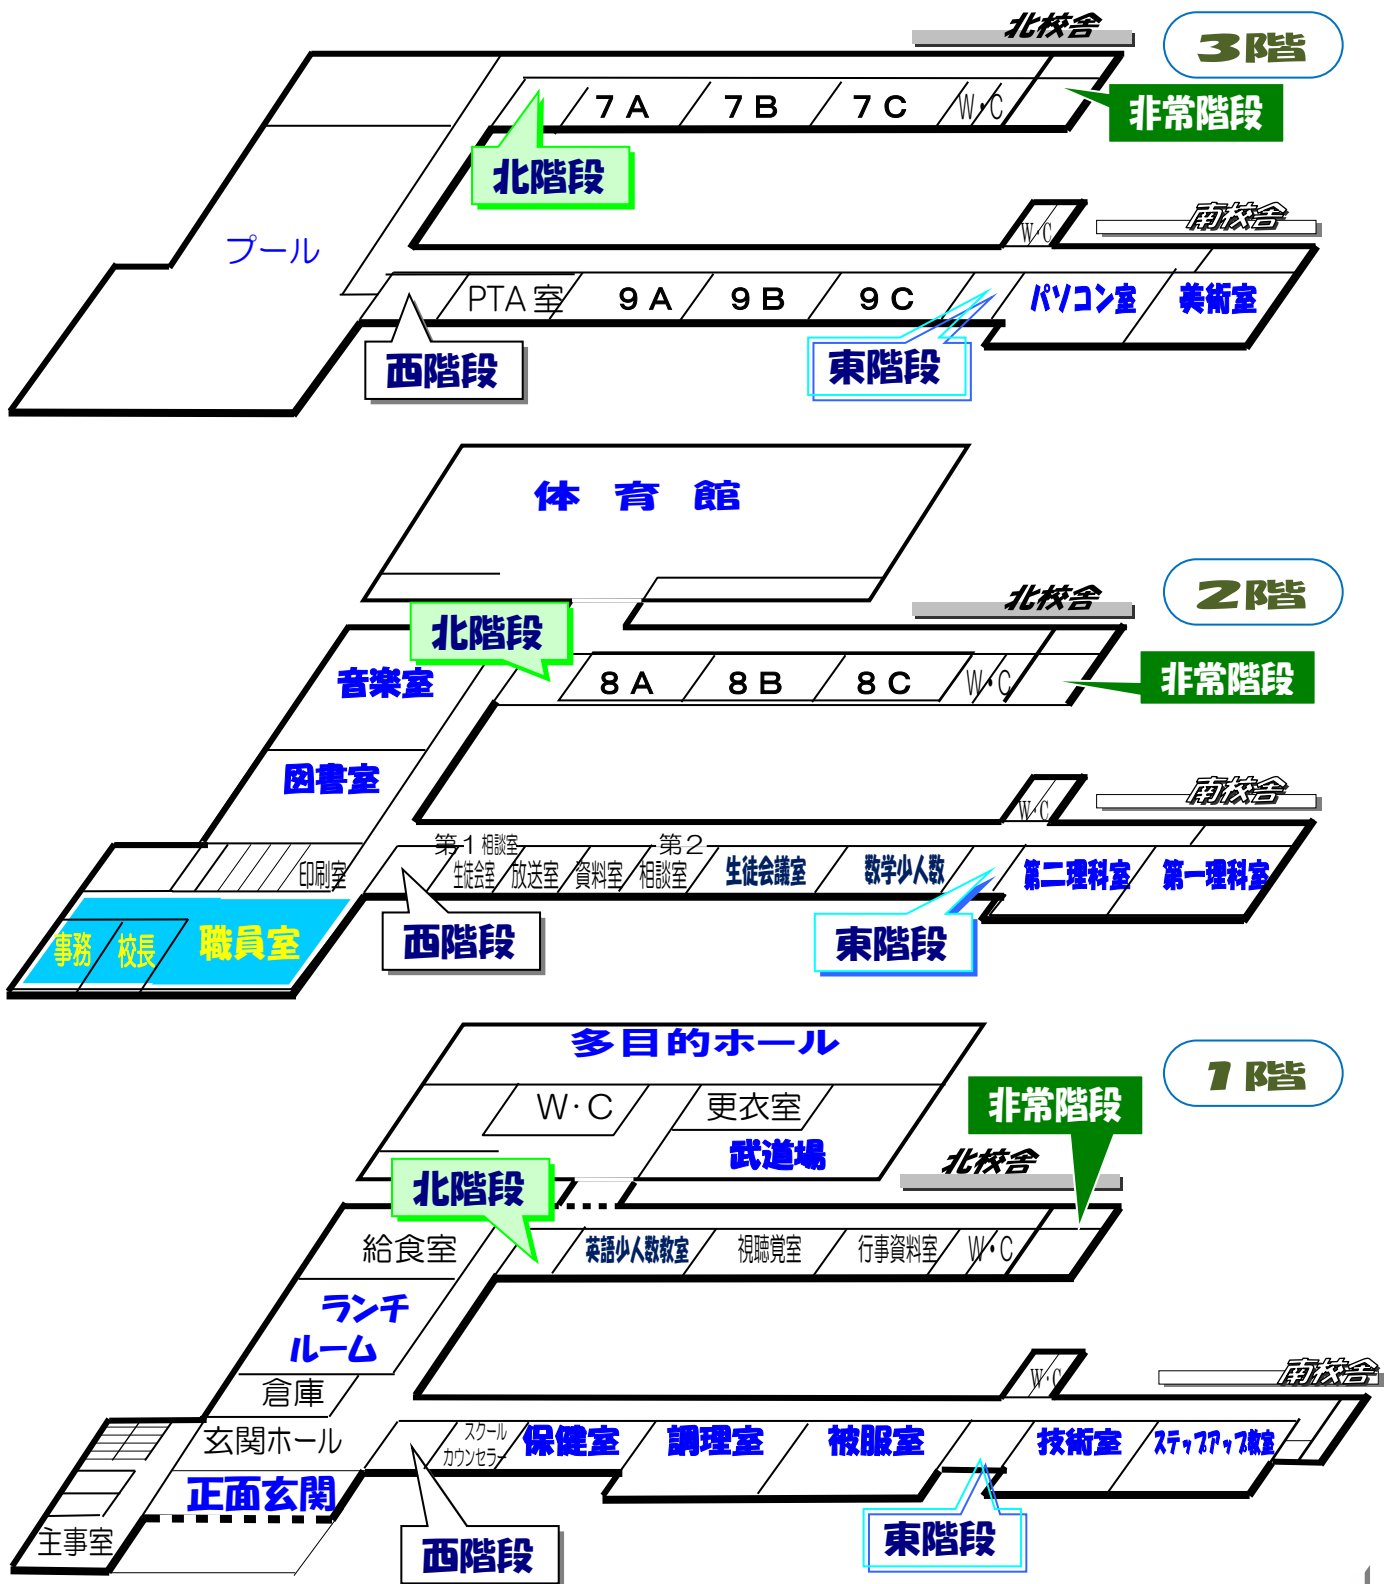 北校舎
3階
7A 7B 7C W・C
非常階段
北階段
南校舎
W・C
プール
PTA室 9A 9B 9C パソコン室 美術室
西階段
東階段
体育館
2階
北校舎
北階段
音楽室
8A 8B 8C W・C
非常階段
図書室
南校舎
W・C
印刷室
第1相談室
生徒会室 放送室 資料室 第2相談室 生徒会議室 数学少人数 第二理科室 第一理科室
事務 校長 職員室
西階段
東階段
多目的ホール
1階
W・C 更衣室
武道場
非常階段
北校舎
北階段
給食室
英語少人数教室 視聴覚室 行事資料室 W・C
ランチ
ルーム
倉庫
南校舎
W・C
玄関ホール
スクール
カウンセラー
保健室 調理室 被服室 技術室 ステップアップ教室
正面玄関
主事室
西階段
東階段